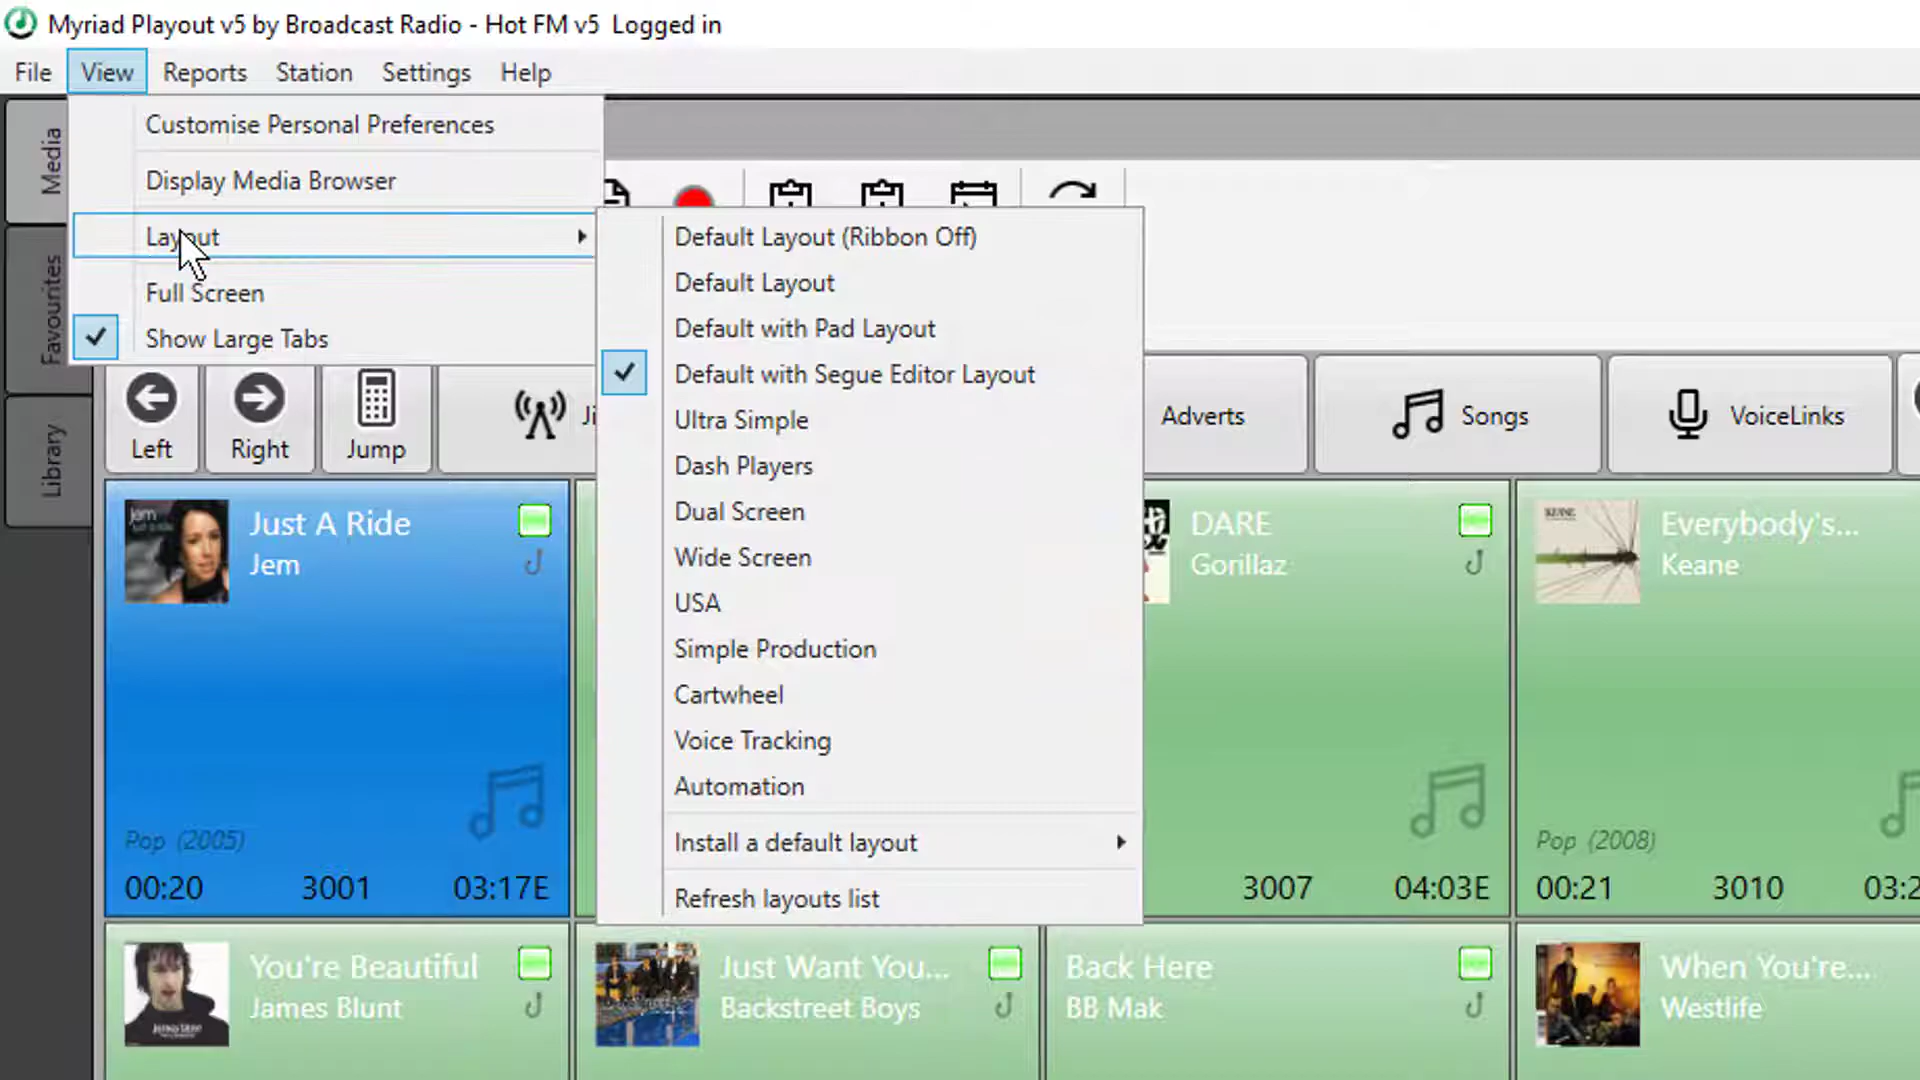 Myriad Playout v5 by Broadcast Radio - Hot FM v5 Logged in
File View Reports Station Settings Help
Customise Personal Preferences
Display Media Browser
Layout
Full Screen
Show Large Tabs
Media
Favourites
Library
Default Layout (Ribbon Off)
Default Layout
Default with Pad Layout
Default with Segue Editor Layout
Ultra Simple
Dash Players
Dual Screen
Wide Screen
USA
Simple Production
Cartwheel
Voice Tracking
Automation
Install a default layout
Refresh layouts list
Left Right Jump Ji Adverts Songs VoiceLinks
Just A Ride
Jem
Pop (2005)
00:20 3001 03:17E
DARE
Gorillaz
3007 04:03E
KEANE
Everybody's...
Keane
Pop (2008)
00:21 3010 03:2
You're Beautiful
James Blunt
Just Want You...
Backstreet Boys
Back Here
BB Mak
When You're...
Westlife